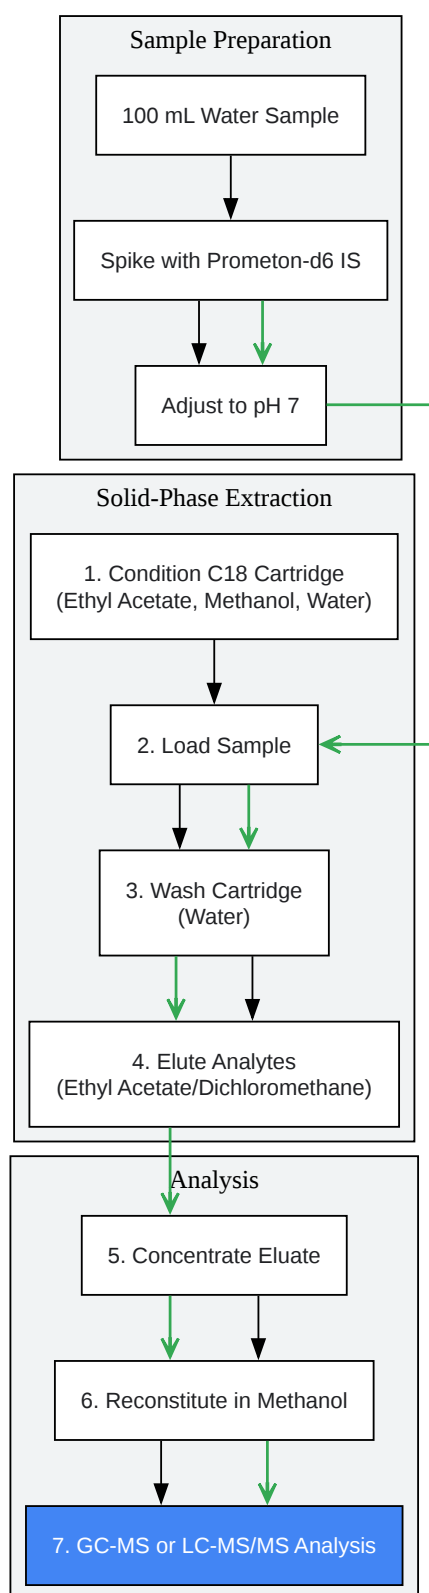 Sample Preparation
100 mL Water Sample
Spike with Prometon-d6 IS
Adjust to pH 7
Solid-Phase Extraction
1. Condition C18 Cartridge
(Ethyl Acetate, Methanol, Water)
2. Load Sample
3. Wash Cartridge
(Water)
4. Elute Analytes
(Ethyl Acetate/Dichloromethane)
Analysis
5. Concentrate Eluate
6. Reconstitute in Methanol
7. GC-MS or LC-MS/MS Analysis